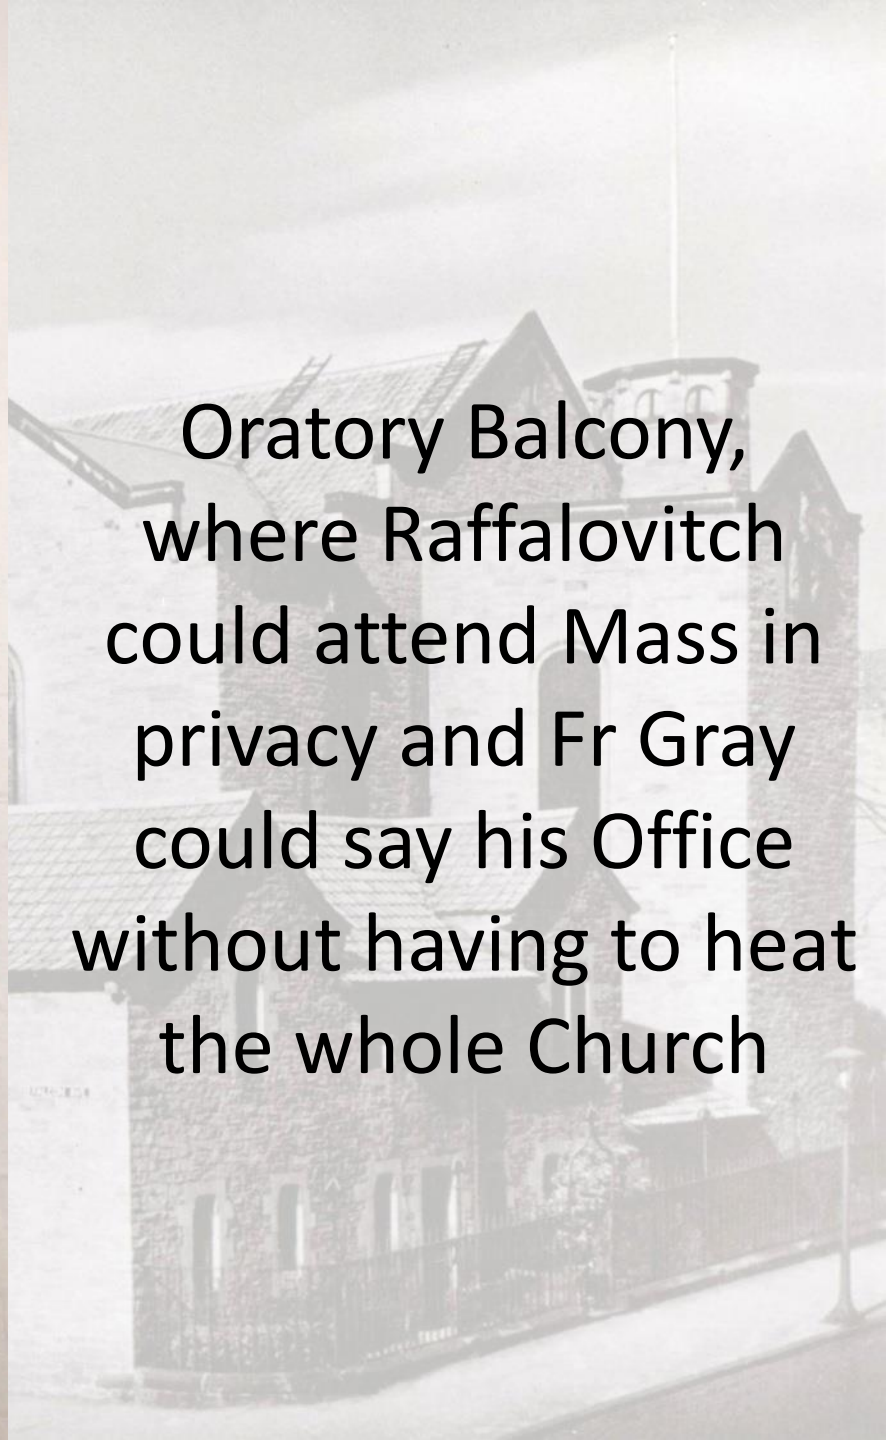 Oratory Balcony,
where Raffalovitch
could attend Mass in
privacy and Fr Gray
could say his Office
without having to heat
the whole Church